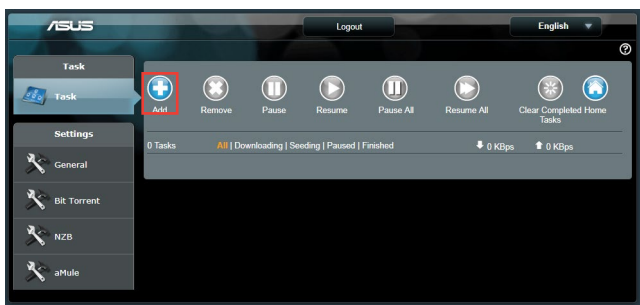 ASUS
Logout
English
Task
Task
Add
Remove
Pause
Resume
Pause All
Resume All
Clear Completed
Tasks
Home
Settings
0 Tasks
All | Downloading | Seeding | Paused | Finished
0 KBps
0 KBps
General
Bit Torrent
NZB
aMule